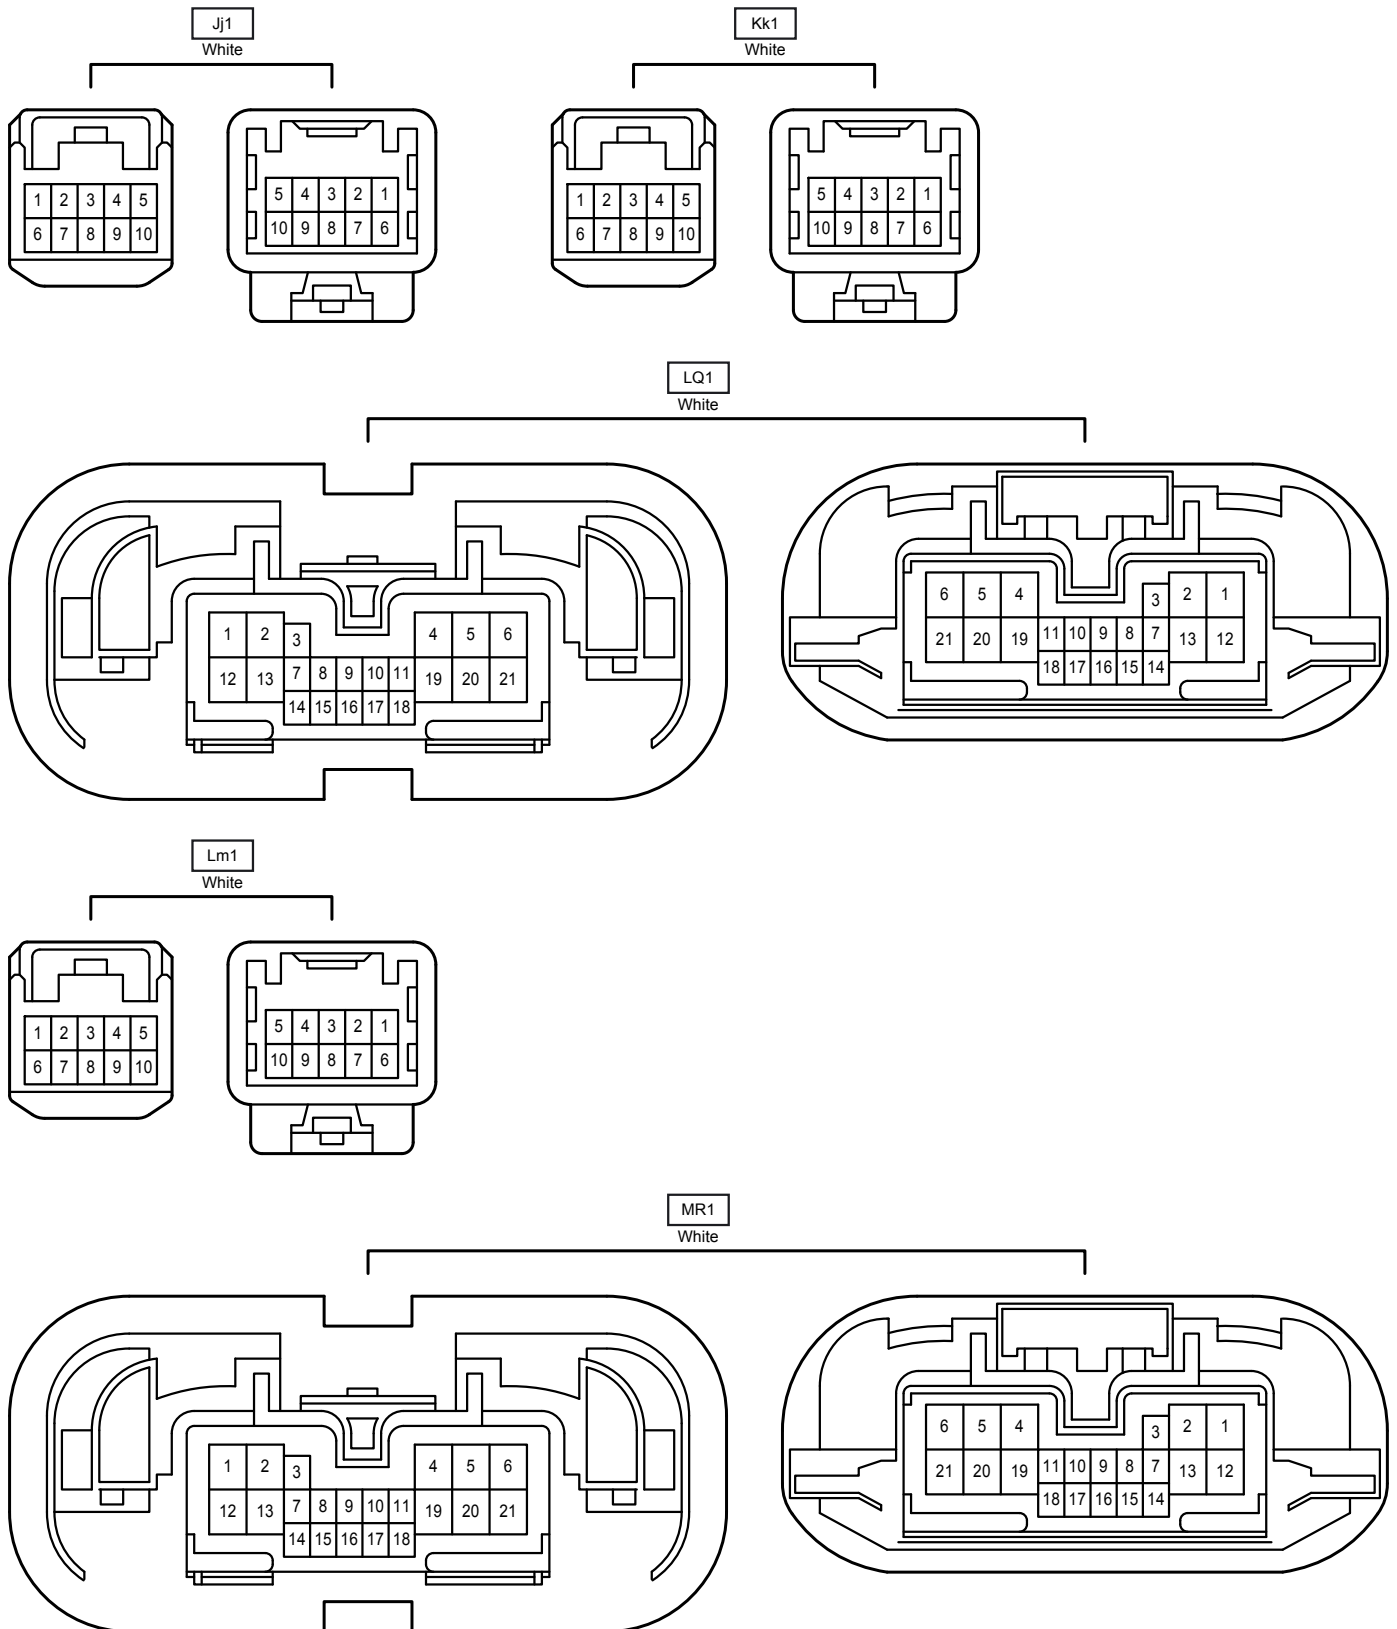 Jj1
White
Kk1
White
1 2 3 4 5
6 7 8 9 10
5 4 3 2 1
10 9 8 7 6
1 2 3 4 5
6 7 8 9 10
5 4 3 2 1
10 9 8 7 6
LQ1
White
1 2 3 4 5 6
12 13 7 8 9 10 11 19 20 21
14 15 16 17 18
6 5 4 3 2 1
21 20 19 11 10 9 8 7 13 12
18 17 16 15 14
Lm1
White
1 2 3 4 5
6 7 8 9 10
5 4 3 2 1
10 9 8 7 6
MR1
White
1 2 3 4 5 6
12 13 7 8 9 10 11 19 20 21
14 15 16 17 18
6 5 4 3 2 1
21 20 19 11 10 9 8 7 13 12
18 17 16 15 14